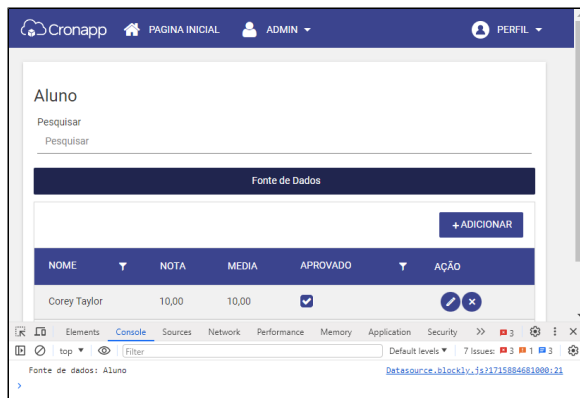 Cronapp PAGINA INICIAL ADMIN PERFIL
Aluno
Pesquisar
Pesquisar
Fonte de Dados
+ ADICIONAR
NOME NOTA MEDIA APROVADO AÇÃO
Corey Taylor 10,00 10,00
Elements Console Sources Network Performance Memory Application Security 3
top Filter Default levels 7 Issues: 3 1 3
Fonte de dados: Aluno Datasource.blockly.js?1715884681000:21